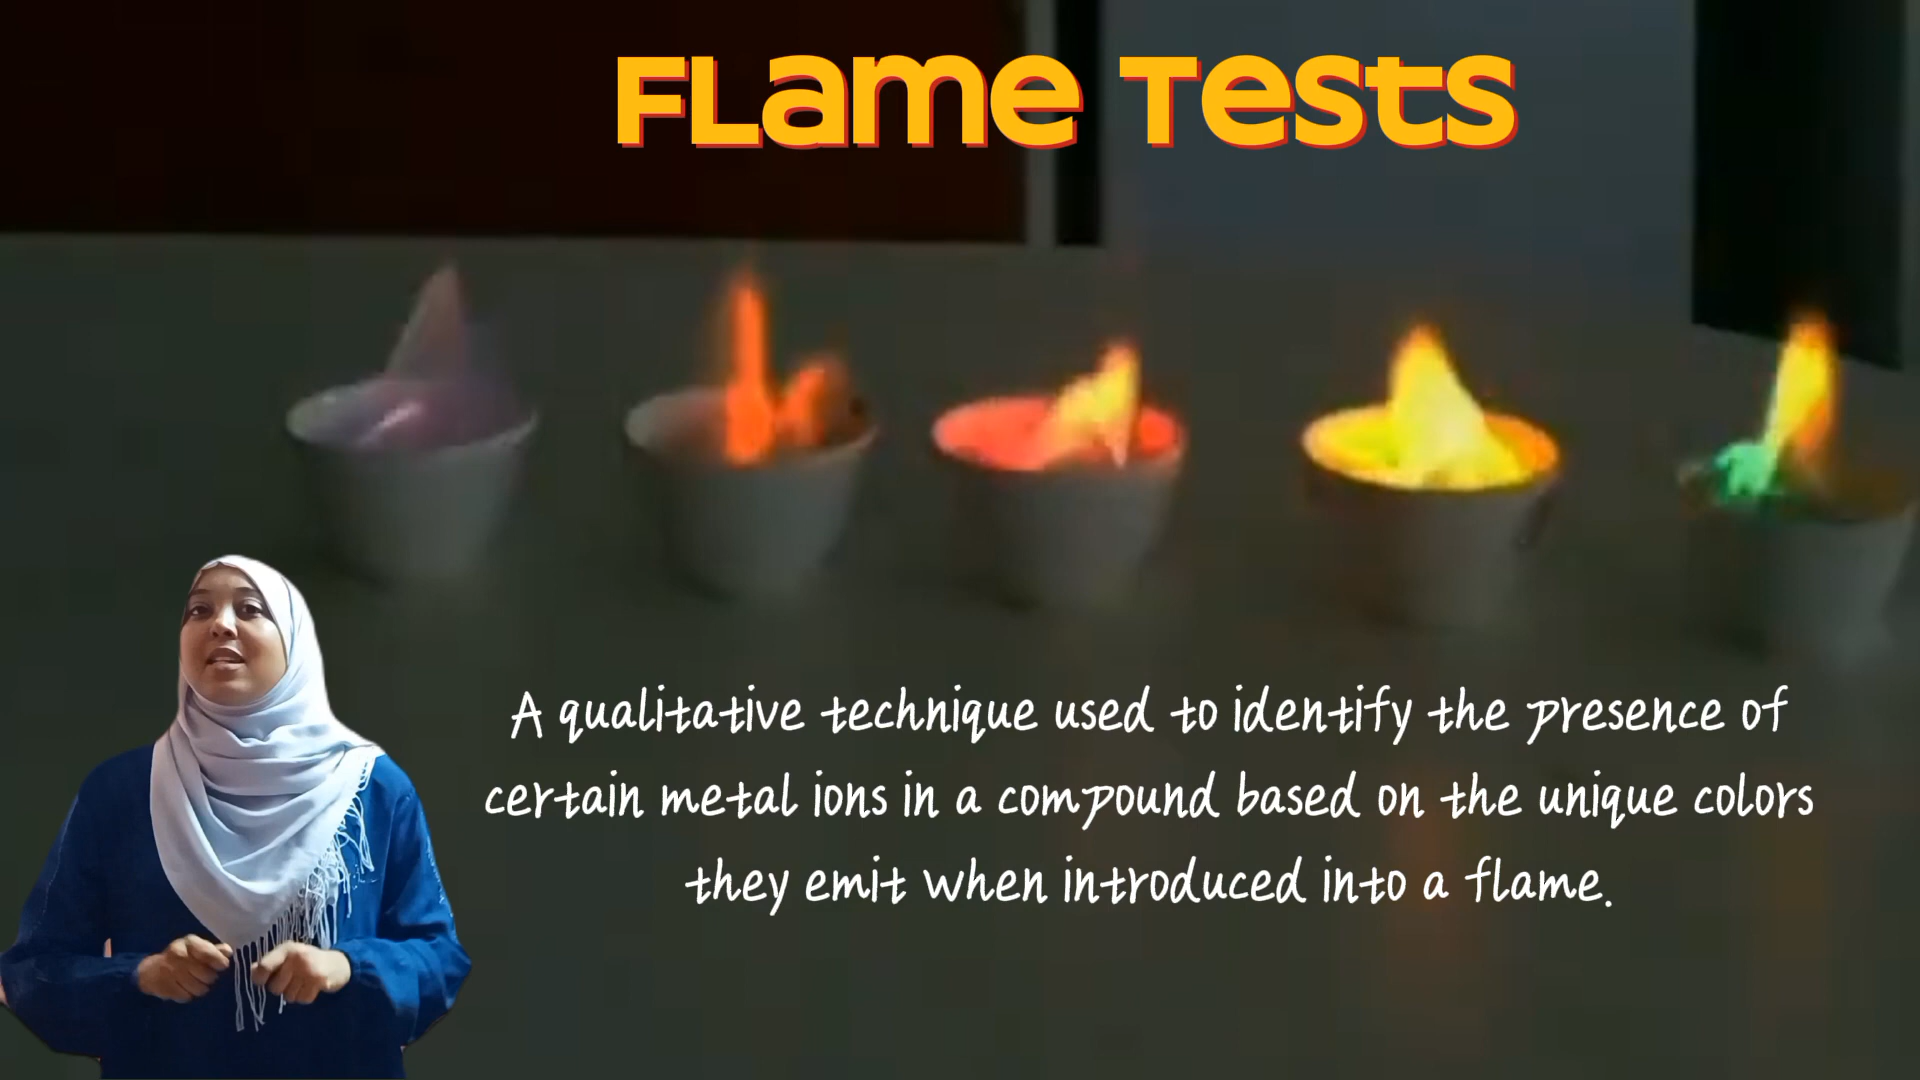 Flame Tests
A qualitative technique used to identify the presence of
certain metal ions in a compound based on the unique colors
they emit when introduced into a flame.